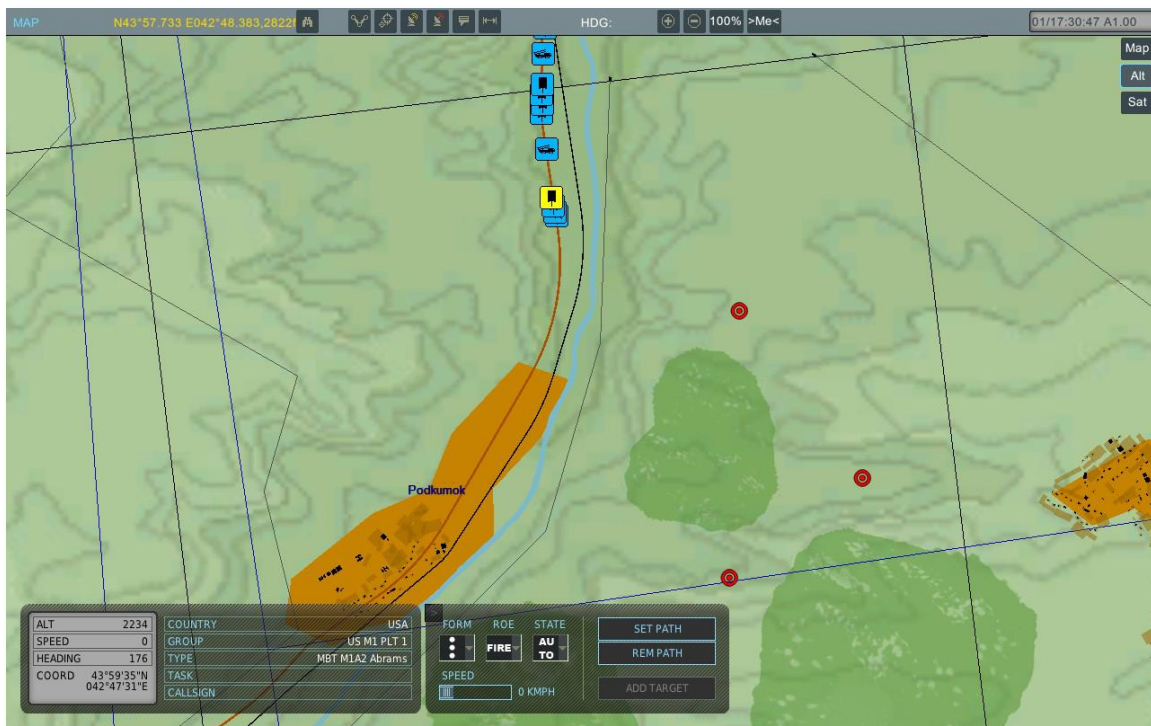 MAP N43°57.733 E042°48.383,2822f HDG: 100% >Me< 01/17:30:47 A1.00
Map
Alt
Sat
Podkumok
>
ALT 2234
SPEED 0
HEADING 176
COORD 43°59'35"N
042°47'31"E
COUNTRY USA
GROUP US M1 PLT 1
TYPE MBT M1A2 Abrams
TASK
CALLSIGN
FORM ROE STATE
FIRE AU
TO
SPEED
0 KMPH
SET PATH
REM PATH
ADD TARGET